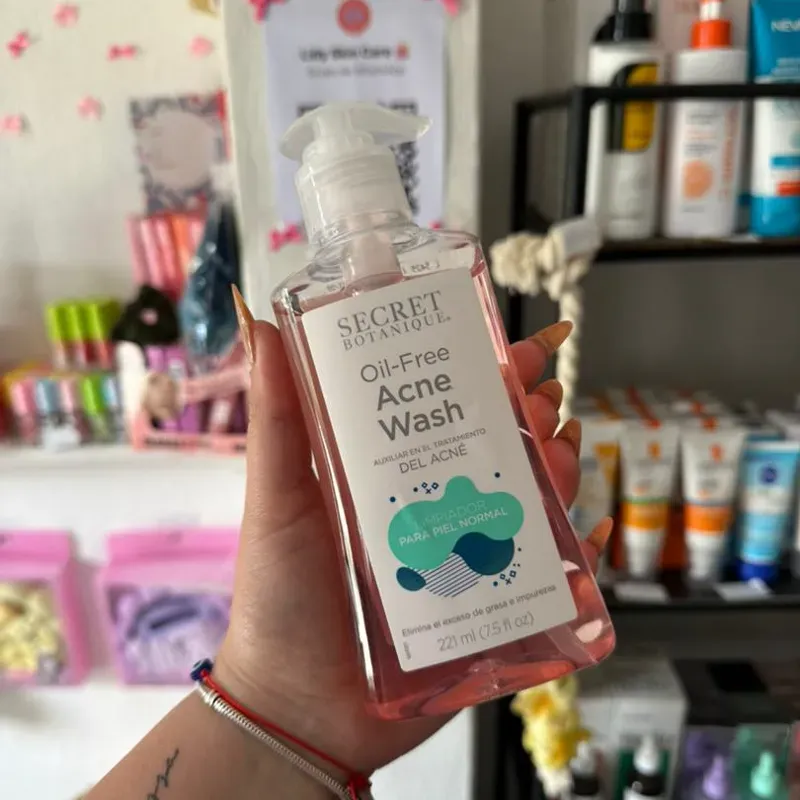 SECRET
BOTANIQUE®
Oil-Free
Acne
Wash
AUXILIAR EN EL TRATAMIENTO
DEL ACNÉ
LIMPIADOR
PARA PIEL NORMAL
Elimina el exceso de grasa e impurezas
221 ml (7.5 fl oz)